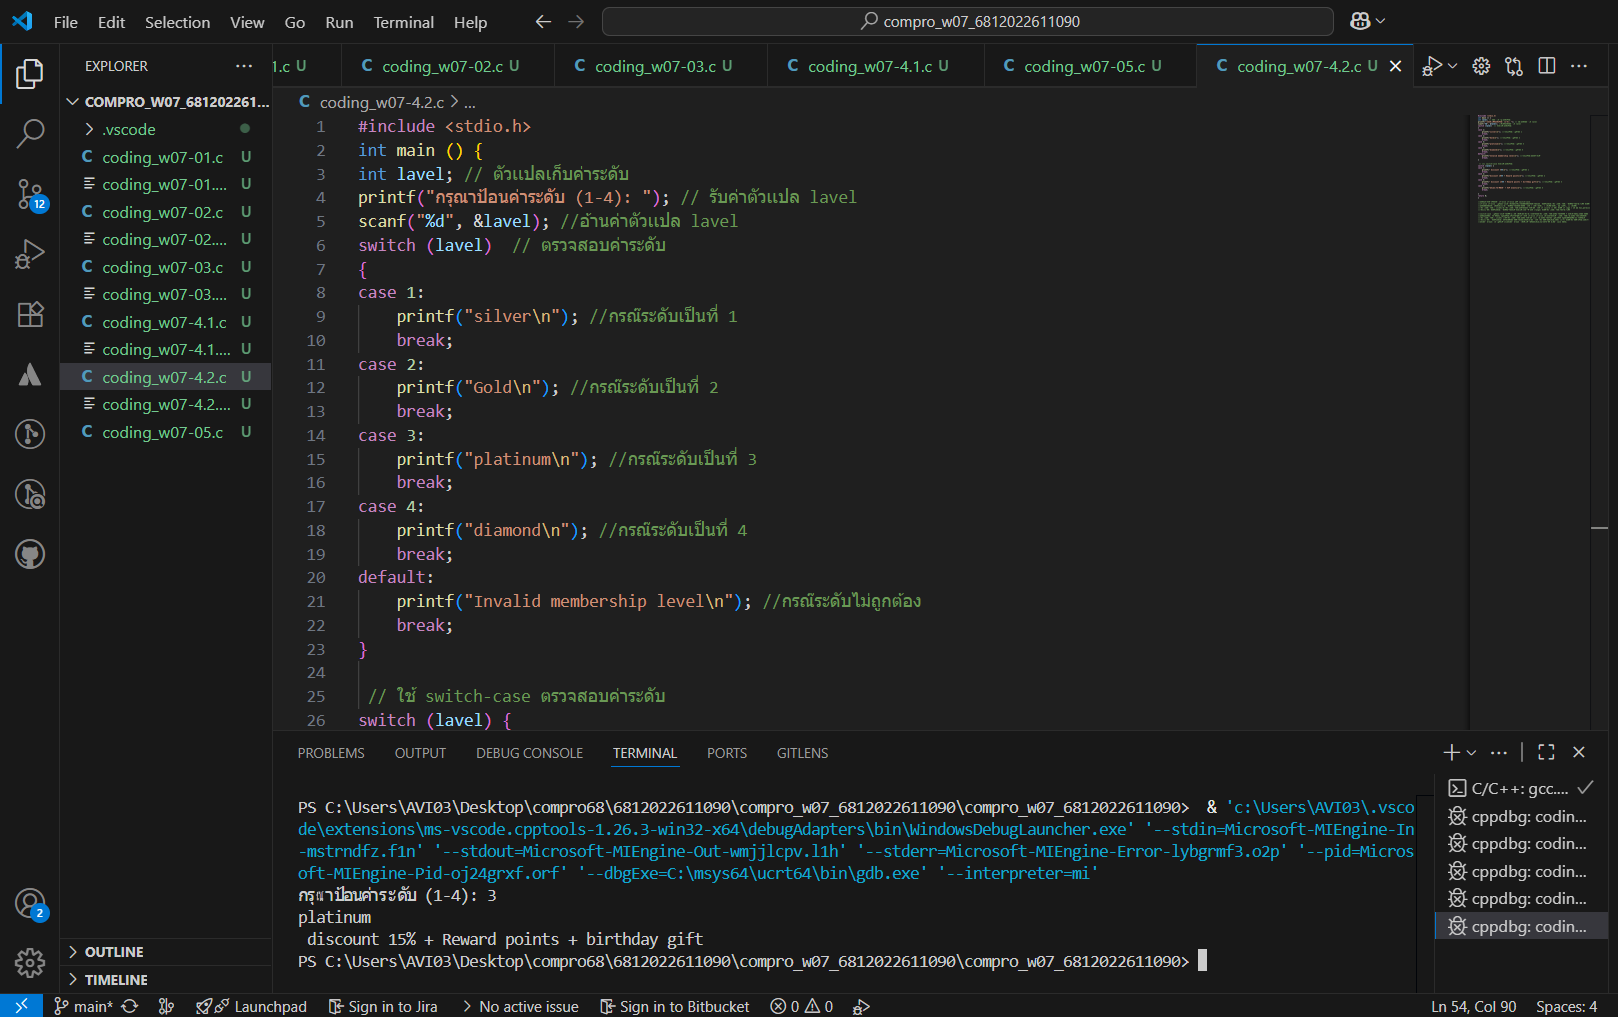 File Edit Selection View Go Run Terminal Help
compro_w07_6812022611090
EXPLORER
COMPRO_W07_681202261...
.vscode
coding_w07-01.c U
coding_w07-01.... U
coding_w07-02.c U
coding_w07-02.... U
coding_w07-03.c U
coding_w07-03.... U
coding_w07-4.1.c U
coding_w07-4.1.... U
coding_w07-4.2.c U
coding_w07-4.2.... U
coding_w07-05.c U
OUTLINE
TIMELINE
12
2
1.c U
C coding_w07-02.c U
C coding_w07-03.c U
C coding_w07-4.1.c U
C coding_w07-05.c U
C coding_w07-4.2.c U
C coding_w07-4.2.c > ...
1 #include <stdio.h>
2 int main () {
3 int lavel; // ตัวแปลเก็บค่าระดับ
4 printf("กรุณาป้อนค่าระดับ (1-4): "); // รับค่าตัวแปล lavel
5 scanf("%d", &lavel); //อ้านค่าตัวแปล lavel
6 switch (lavel)  // ตรวจสอบค่าระดับ
7 {
8 case 1:
9 printf("silver\n"); //กรณ๊ระดับเป็นที่ 1
10 break;
11 case 2:
12 printf("Gold\n"); //กรณ๊ระดับเป็นที่ 2
13 break;
14 case 3:
15 printf("platinum\n"); //กรณ๊ระดับเป็นที่ 3
16 break;
17 case 4:
18 printf("diamond\n"); //กรณ๊ระดับเป็นที่ 4
19 break;
20 default:
21 printf("Invalid membership level\n"); //กรณ๊ระดับไม่ถูกต้อง
22 break;
23 }
24
25 // ใช้ switch-case ตรวจสอบค่าระดับ
26 switch (lavel) {
PROBLEMS OUTPUT DEBUG CONSOLE TERMINAL PORTS GITLENS
PS C:\Users\AVI03\Desktop\compro68\6812022611090\compro_w07_6812022611090\compro_w07_6812022611090>  & 'c:\Users\AVI03\.vsco
de\extensions\ms-vscode.cpptools-1.26.3-win32-x64\debugAdapters\bin\WindowsDebugLauncher.exe' '--stdin=Microsoft-MIEngine-In
-mstrndfz.f1n' '--stdout=Microsoft-MIEngine-Out-wmjjlcpv.l1h' '--stderr=Microsoft-MIEngine-Error-lybgrmf3.o2p' '--pid=Micros
oft-MIEngine-Pid-oj24grxf.orf' '--dbgExe=C:\msys64\ucrt64\bin\gdb.exe' '--interpreter=mi'
กรุณาป้อนค่าระดับ (1-4): 3
platinum
discount 15% + Reward points + birthday gift
PS C:\Users\AVI03\Desktop\compro68\6812022611090\compro_w07_6812022611090\compro_w07_6812022611090>
C/C++: gcc....
cppdbg: codin...
cppdbg: codin...
cppdbg: codin...
cppdbg: codin...
cppdbg: codin...
main* Launchpad Sign in to Jira No active issue Sign in to Bitbucket 0 0 Ln 54, Col 90 Spaces: 4